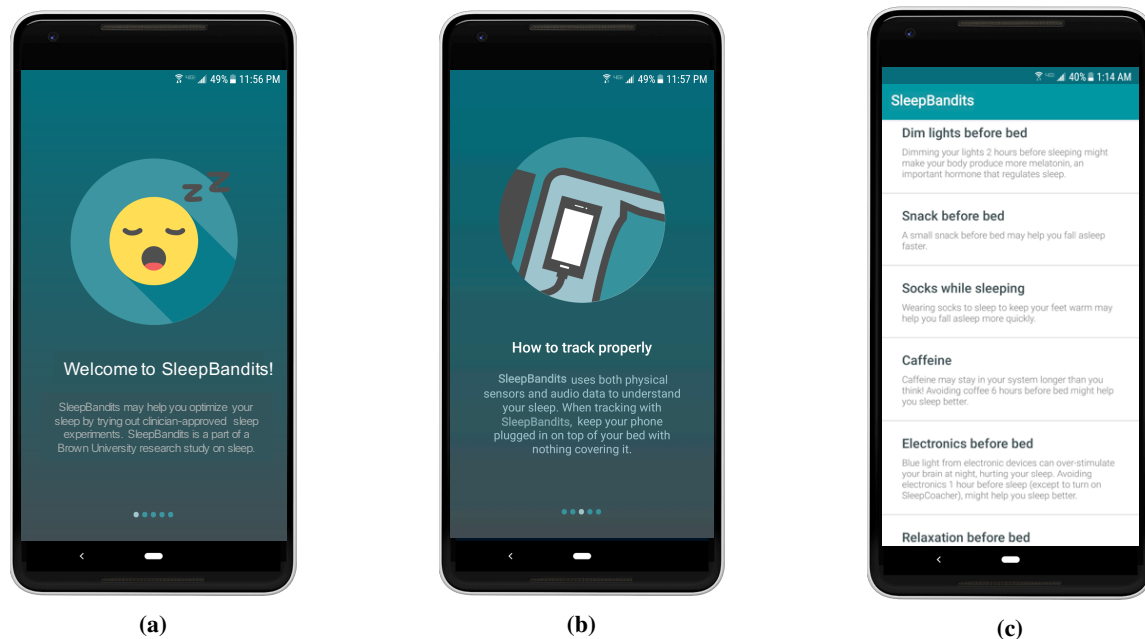 49% 11:56 PM
Welcome to SleepBandits!
SleepBandits may help you optimize your
sleep by trying out clinician-approved sleep
experiments. SleepBandits is a part of a
Brown University research study on sleep.
(a)
49% 11:57 PM
How to track properly
SleepBandits uses both physical
sensors and audio data to understand
your sleep. When tracking with
SleepBandits, keep your phone
plugged in on top of your bed with
nothing covering it.
(b)
40% 1:14 AM
SleepBandits
Dim lights before bed
Dimming your lights 2 hours before sleeping might
make your body produce more melatonin, an
important hormone that regulates sleep.
Snack before bed
A small snack before bed may help you fall asleep
faster.
Socks while sleeping
Wearing socks to sleep to keep your feet warm may
help you fall asleep more quickly.
Caffeine
Caffeine may stay in your system longer than you
think! Avoiding coffee 6 hours before bed might help
you sleep better.
Electronics before bed
Blue light from electronic devices can over-stimulate
your brain at night, hurting your sleep. Avoiding
electronics 1 hour before sleep (except to turn on
SleepCoacher), might help you sleep better.
Relaxation before bed
(c)